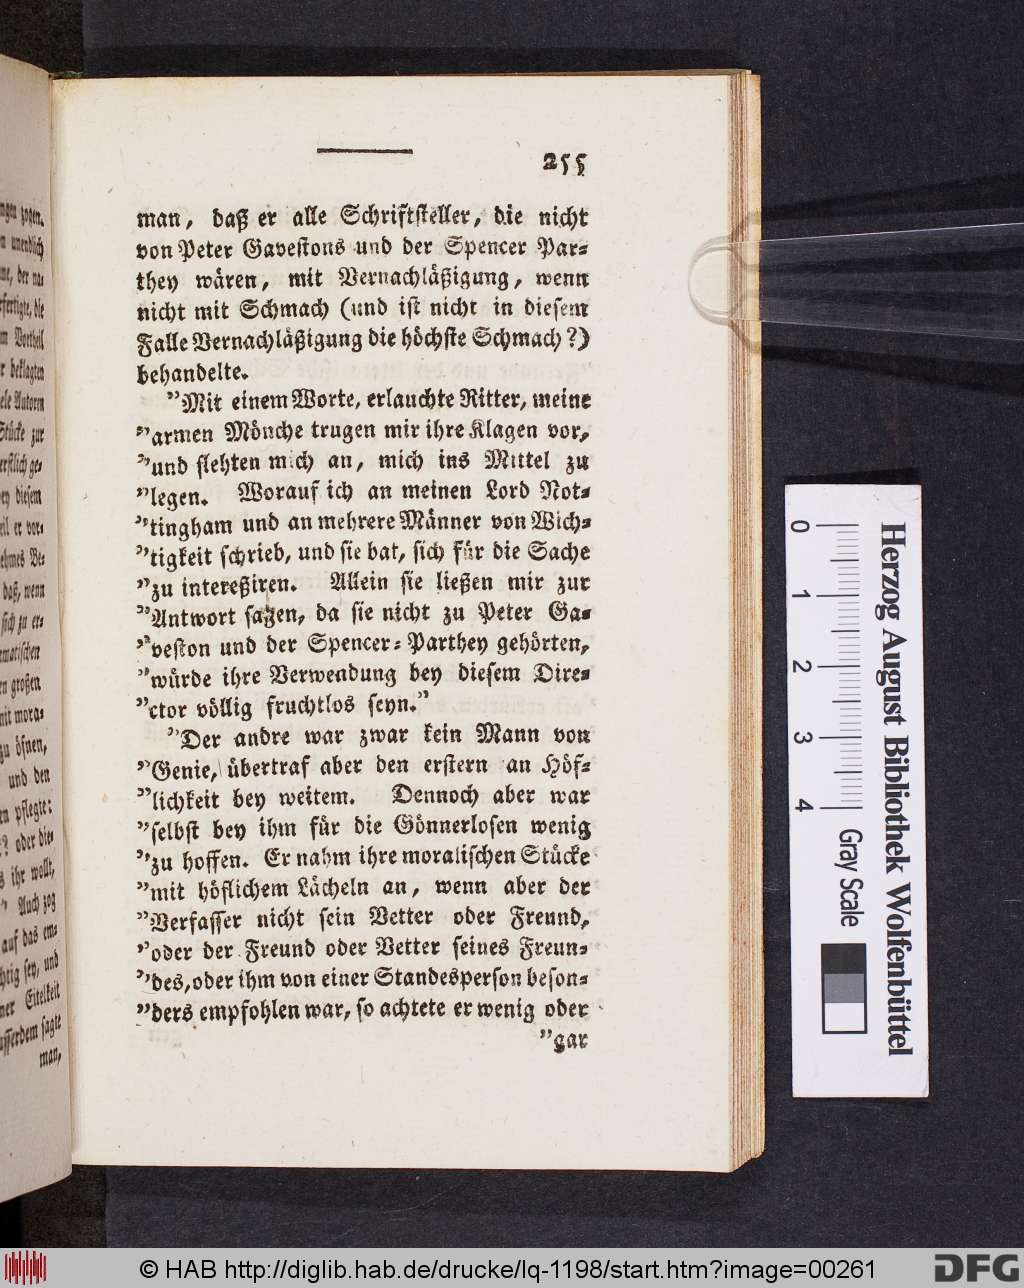 255
man, daß er alle Schriftsteller, die nicht
von Peter Gavestons und der Spencer Par-
they wären, mit Vernachläßigung, wenn
nicht mit Schmach (und ist nicht in diesem
Falle Vernachläßigung die höchste Schmach?)
behandelte.
"Mit einem Worte, erlauchte Ritter, meine
"armen Mönche trugen mir ihre Klagen vor,
"und flehten mich an, mich ins Mittel zu
"legen. Worauf ich an meinen Lord Not-
"tingham und an mehrere Männer von Wich-
"tigkeit schrieb, und sie bat, sich für die Sache
"zu intereßiren. Allein sie ließen mir zur
"Antwort sagen, da sie nicht zu Peter Ga-
"veston und der Spencer-Parthey gehörten,
"würde ihre Verwendung bey diesem Dire-
"ctor völlig fruchtlos seyn."
"Der andre war zwar kein Mann von
"Genie, übertraf aber den erstern an Höf-
"lichkeit bey weitem. Dennoch aber war
"selbst bey ihm für die Gönnerlosen wenig
"zu hoffen. Er nahm ihre moralischen Stücke
"mit höflichem Lächeln an, wenn aber der
"Verfasser nicht sein Vetter oder Freund,
"oder der Freund oder Vetter seines Freun-
"des, oder ihm von einer Standesperson beson-
"ders empfohlen war, so achtete er wenig oder
"gar
0 1 2 3 4
Gray Scale
Herzog August Bibliothek Wolfenbüttel
© HAB http://diglib.hab.de/drucke/lq-1198/start.htm?image=00261
DFG